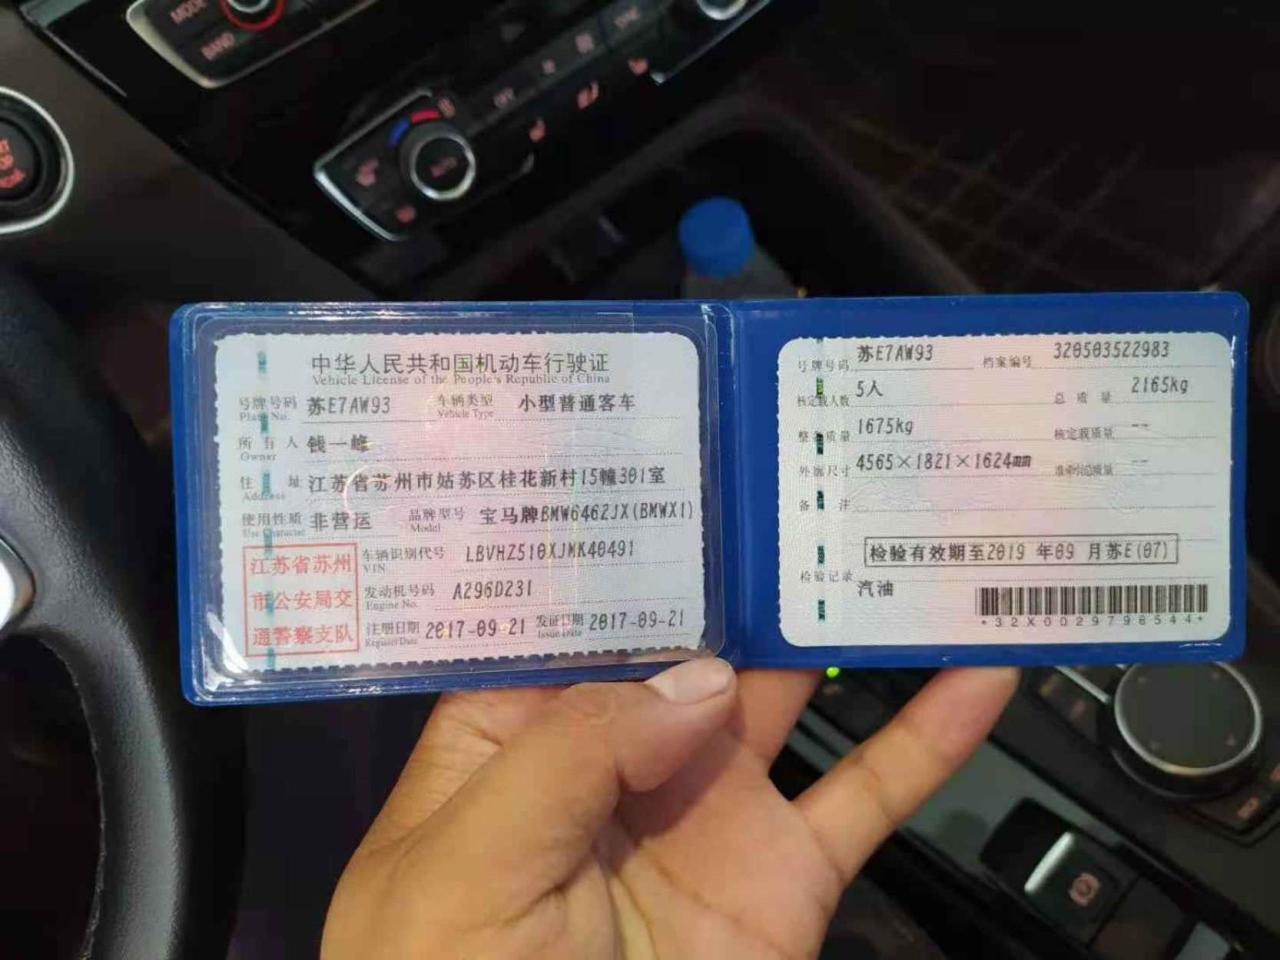 MODE
BAND
AUTO
OFF
SYNC
中华人民共和国机动车行驶证
Vehicle License of the People's Republic of China
号牌号码 苏E7AW93 车辆类型 小型普通客车
Plate No. Vehicle Type
所有人 钱一峰
Owner
住址 江苏省苏州市姑苏区桂花新村15幢301室
Address
使用性质 非营运 品牌型号 宝马牌BMW6462JX(BMWX1)
Use Character Model
江苏省苏州
市公安局交
通警察支队
车辆识别代号 LBVHZ510XJMK40491
VIN
发动机号码 A296D231
Engine No.
注册日期 2017-09-21 发证日期 2017-09-21
Register Date Issue Date
号牌号码 苏E7AW93 档案编号 320503522983
核定载人数 5人 总质量 2165kg
整备质量 1675kg 核定载质量 --
外廓尺寸 4565×1821×1624mm 准牵引总质量 --
备注
检验有效期至2019 年09 月苏E(07)
检验记录
汽油
*32X0029796544*